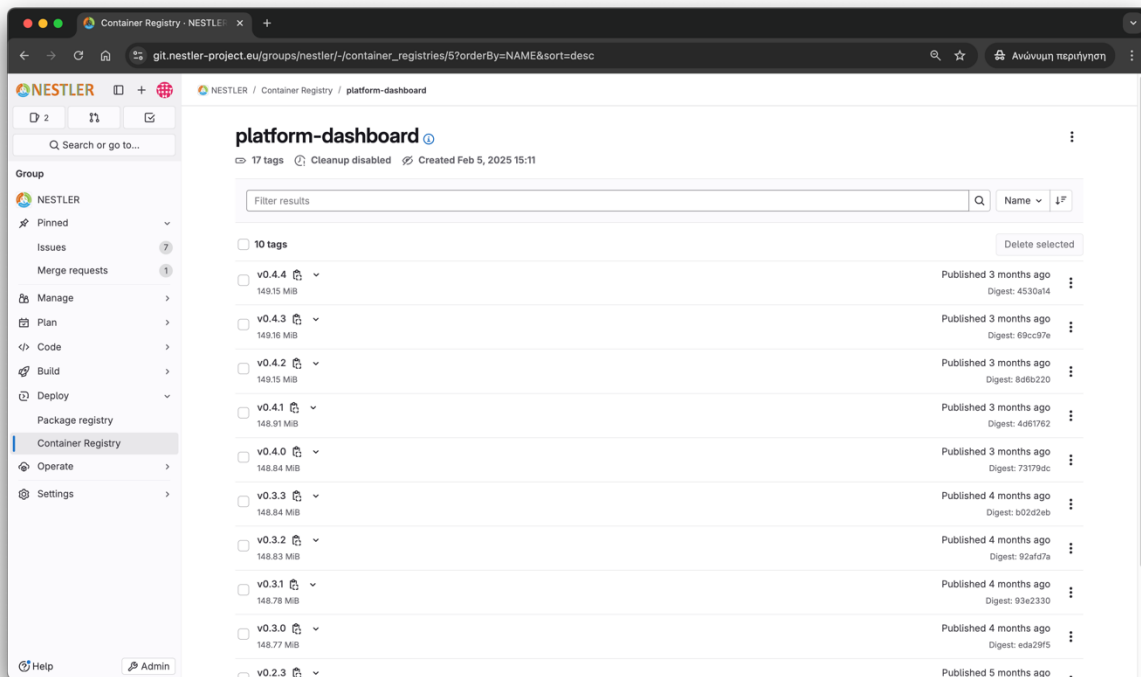 Container Registry · NESTLER
git.nestler-project.eu/groups/nestler/-/container_registries/5?orderBy=NAME&sort=desc
Ανώνυμη περιήγηση
NESTLER
2
Search or go to...
Group
NESTLER
Pinned
Issues 7
Merge requests 1
Manage
Plan
Code
Build
Deploy
Package registry
Container Registry
Operate
Settings
Help
Admin
NESTLER / Container Registry / platform-dashboard
platform-dashboard
17 tags Cleanup disabled Created Feb 5, 2025 15:11
Filter results
Name
10 tags
Delete selected
v0.4.4 Published 3 months ago
149.15 MiB Digest: 4530a14
v0.4.3 Published 3 months ago
149.16 MiB Digest: 69cc97e
v0.4.2 Published 3 months ago
149.15 MiB Digest: 8d6b220
v0.4.1 Published 3 months ago
148.91 MiB Digest: 4d61762
v0.4.0 Published 3 months ago
148.84 MiB Digest: 73179dc
v0.3.3 Published 4 months ago
148.84 MiB Digest: b02d2eb
v0.3.2 Published 4 months ago
148.83 MiB Digest: 92afd7a
v0.3.1 Published 4 months ago
148.78 MiB Digest: 93e2330
v0.3.0 Published 4 months ago
148.77 MiB Digest: eda29f5
v0.2.3 Published 5 months ago